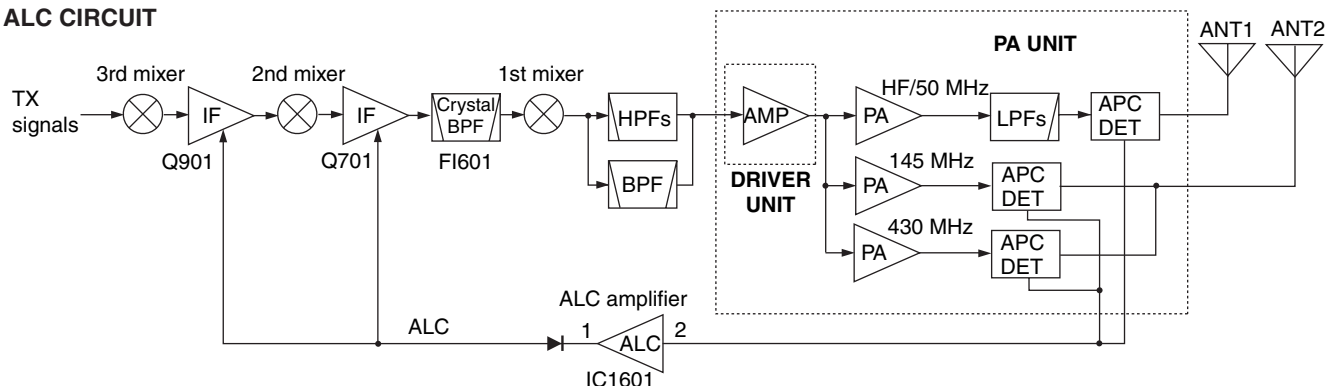 ALC CIRCUIT
TX
signals
3rd mixer
IF
Q901
2nd mixer
IF
Q701
Crystal
BPF
FI601
1st mixer
HPFs
BPF
PA UNIT
AMP
DRIVER
UNIT
HF/50 MHz
PA
LPFs
APC
DET
145 MHz
PA
APC
DET
430 MHz
PA
APC
DET
ANT1
ANT2
ALC amplifier
ALC
1
ALC
2
IC1601